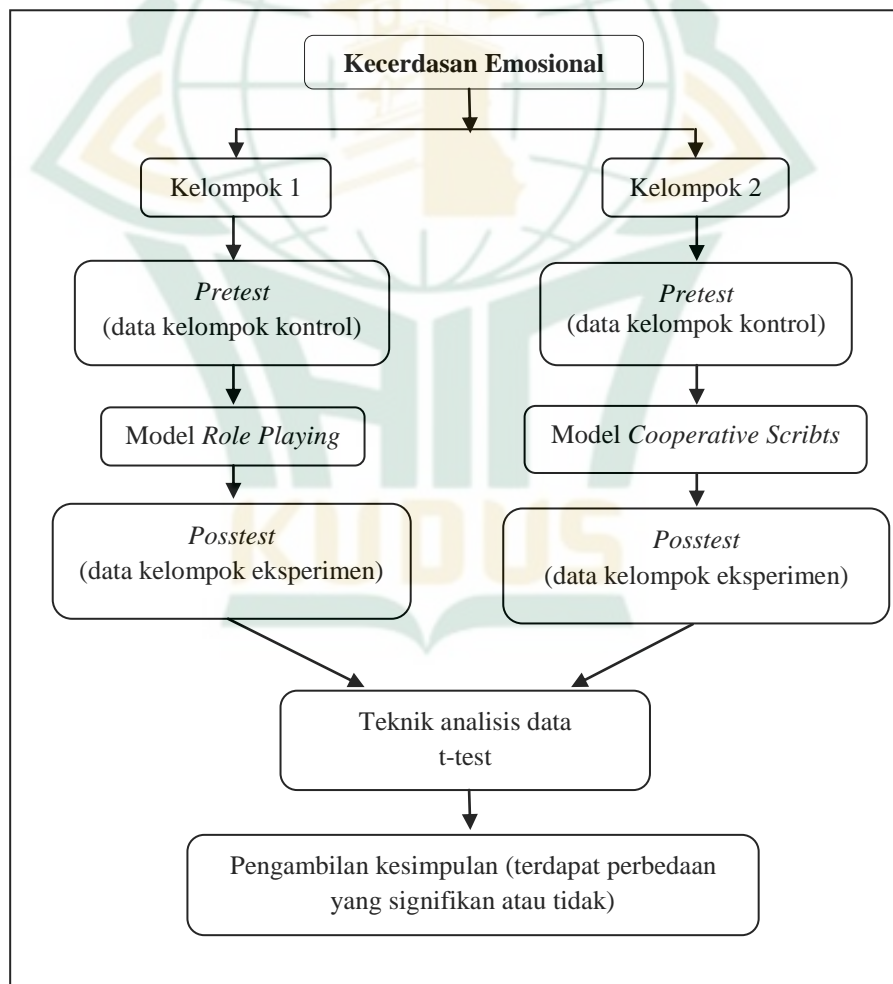 Kecerdasan Emosional
Kelompok 1
Kelompok 2
Pretest
(data kelompok kontrol)
Pretest
(data kelompok kontrol)
Model Role Playing
Model Cooperative Scribts
Posstest
(data kelompok eksperimen)
Posstest
(data kelompok eksperimen)
KUDUS
Teknik analisis data
t-test
Pengambilan kesimpulan (terdapat perbedaan
yang signifikan atau tidak)